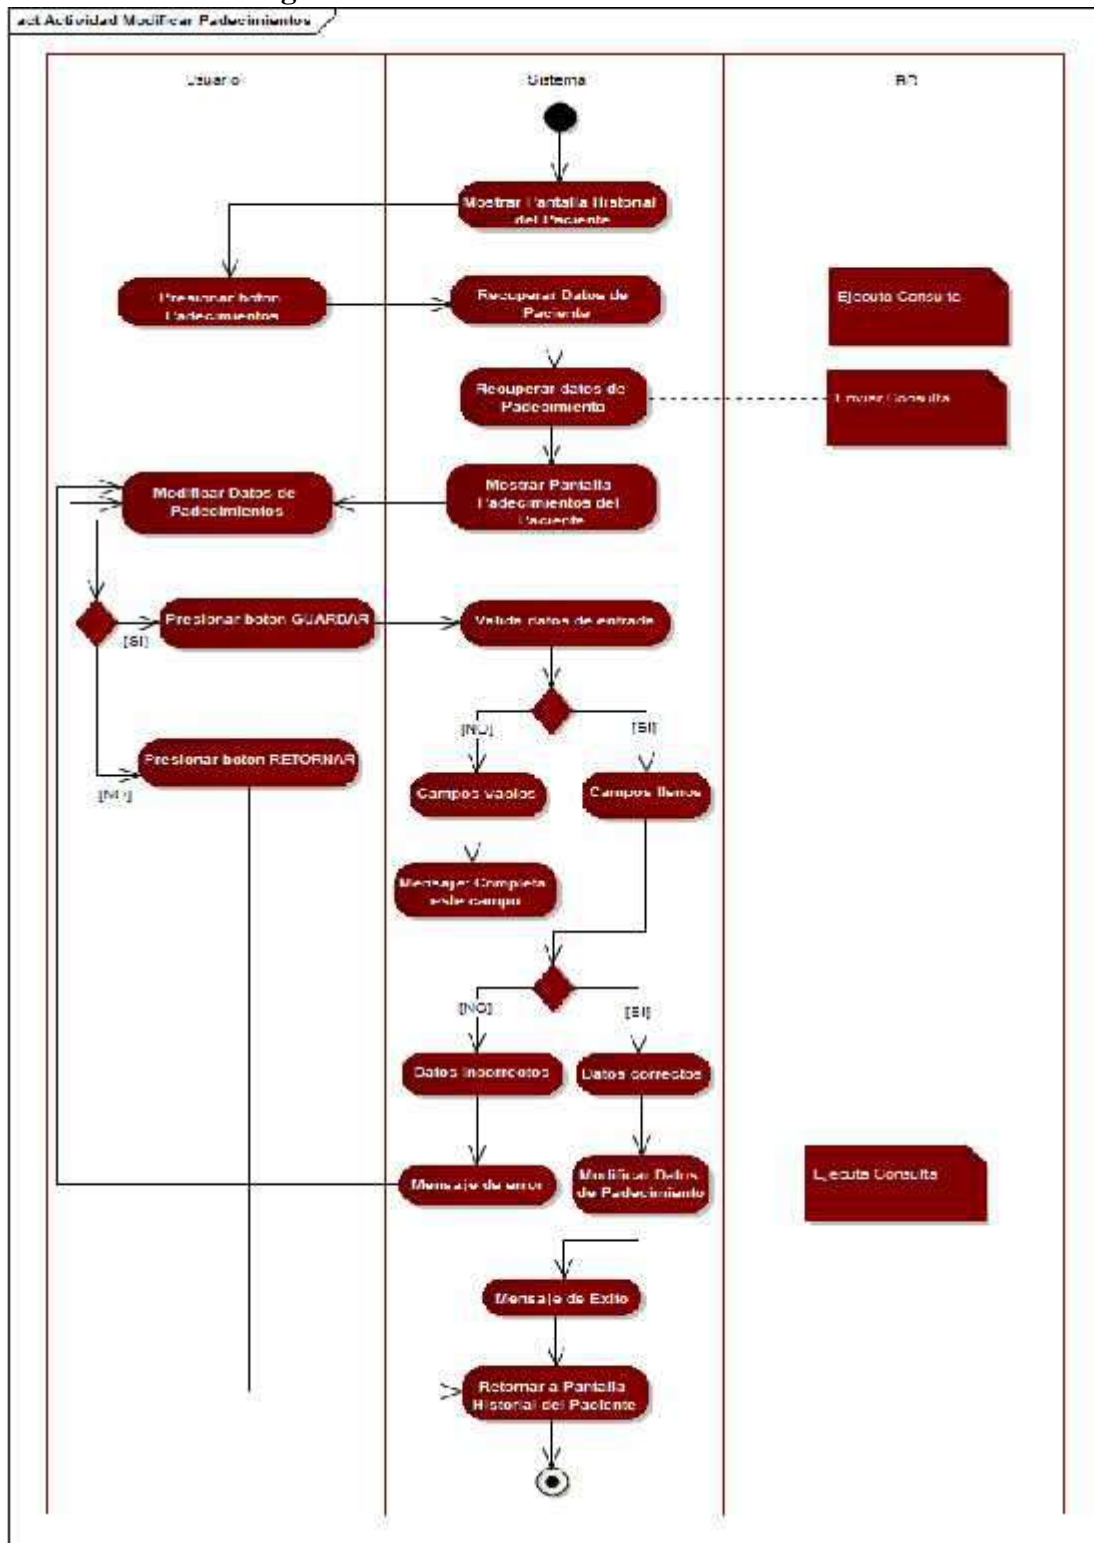 act Actividad Modificar Padecimientos
Usuario
Sistema
BD
Mostrar Pantalla Historial
del Paciente
Presionar boton
Padecimientos
Recuperar Datos de
Paciente
Ejecuta Consulta
Recuperar datos de
Padecimiento
Enviar Consulta
Modificar Datos de
Padecimientos
Mostrar Pantalla
Padecimientos del
Paciente
Presionar boton GUARDAR
[SI]
Valida datos de entrada
[NO]
[SI]
Presionar boton RETORNAR
[NO]
Campos vacios
Campos llenos
Mensaje: Completa
este campo
[NO]
[SI]
Datos Incorrectos
Datos correctos
Mensaje de error
Modificar Datos
de Padecimiento
Ejecuta Consulta
Mensaje de Exito
Retornar a Pantalla
Historial del Paciente